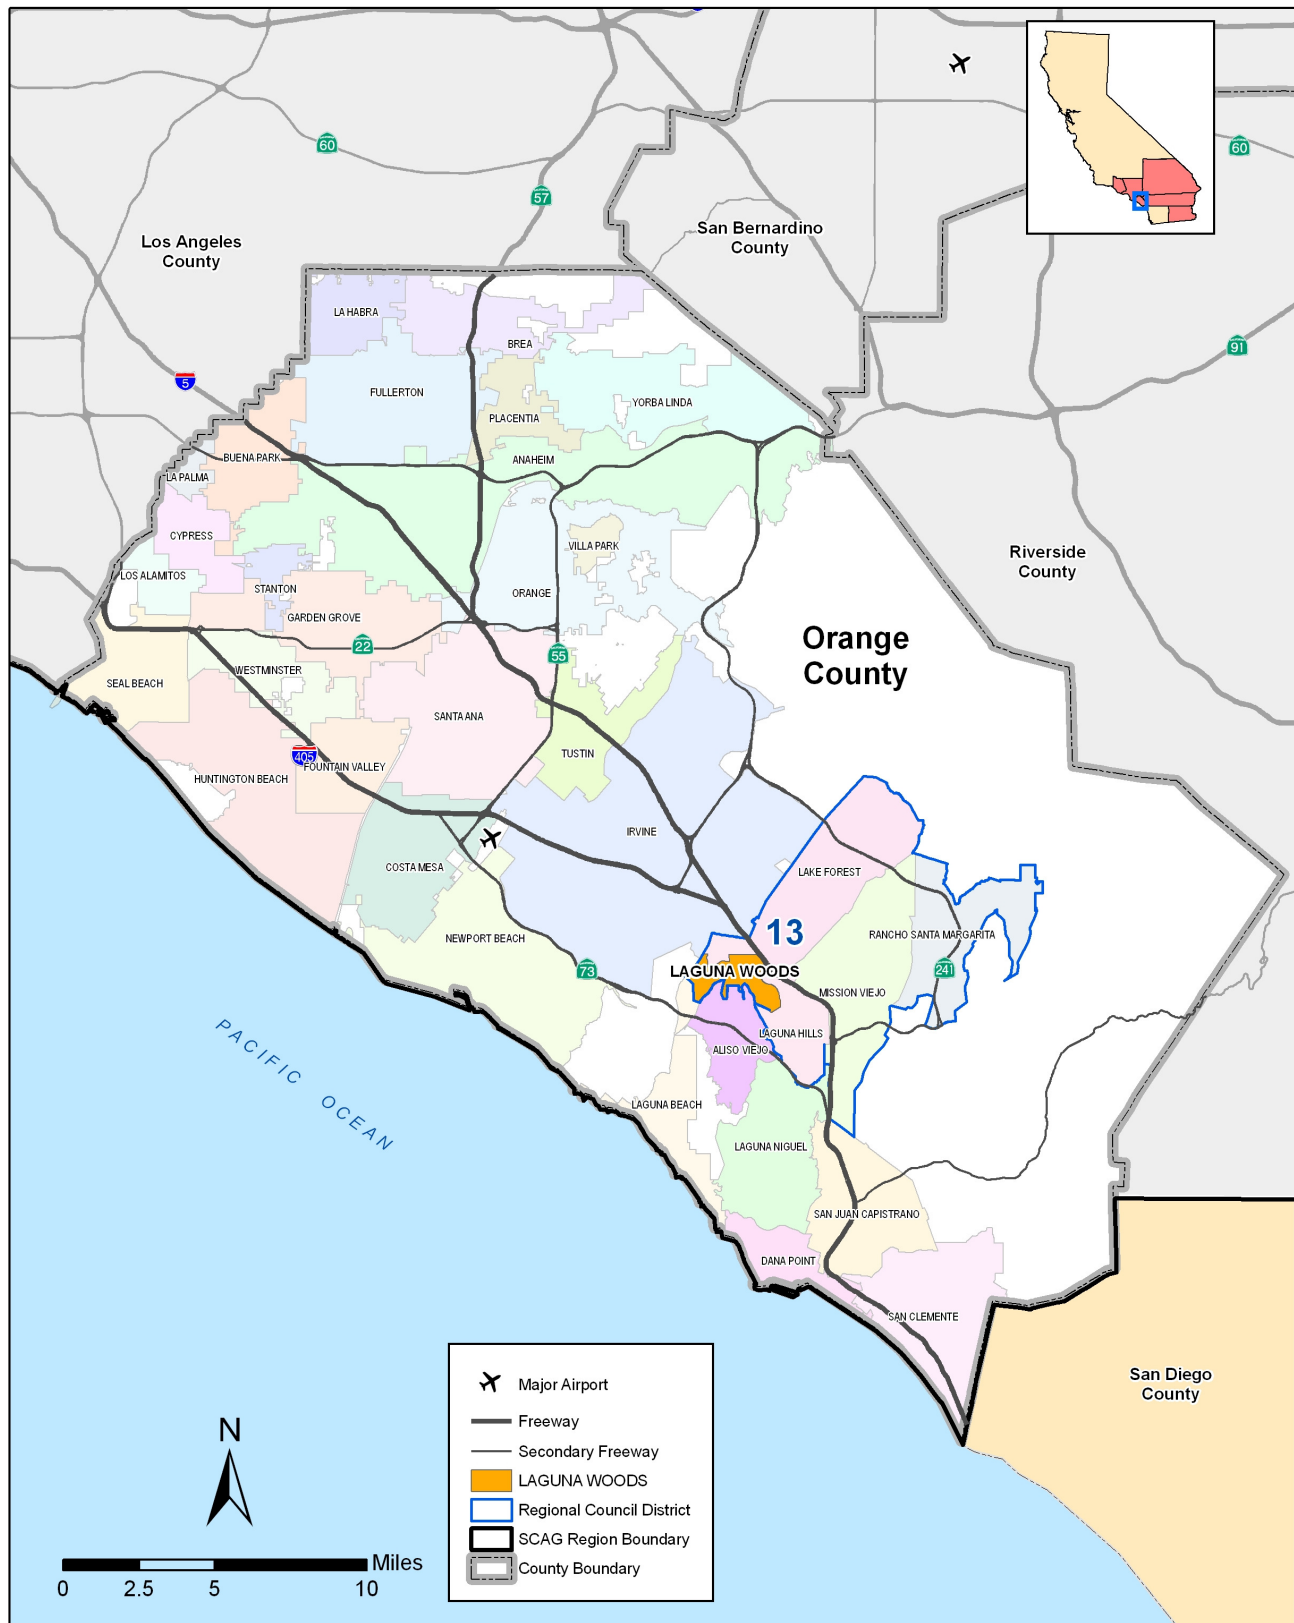 60
60
57
San Bernardino
County
Los Angeles
County
LA HABRA
BREA
91
5
FULLERTON
YORBA LINDA
PLACENTIA
BUENA PARK
ANAHEIM
LA PALMA
CYPRESS
VILLA PARK
Riverside
County
LOS ALAMITOS
STANTON
ORANGE
GARDEN GROVE
22
55
Orange
County
WESTMINSTER
SEAL BEACH
SANTA ANA
TUSTIN
405
FOUNTAIN VALLEY
HUNTINGTON BEACH
IRVINE
COSTA MESA
LAKE FOREST
13
NEWPORT BEACH
RANCHO SANTA MARGARITA
73
LAGUNA WOODS
241
MISSION VIEJO
LAGUNA HILLS
ALISO VIEJO
PACIFIC OCEAN
LAGUNA BEACH
LAGUNA NIGUEL
SAN JUAN CAPISTRANO
DANA POINT
SAN CLEMENTE
San Diego
County
Major Airport
Freeway
Secondary Freeway
LAGUNA WOODS
Regional Council District
SCAG Region Boundary
County Boundary
N
Miles
0 2.5 5 10